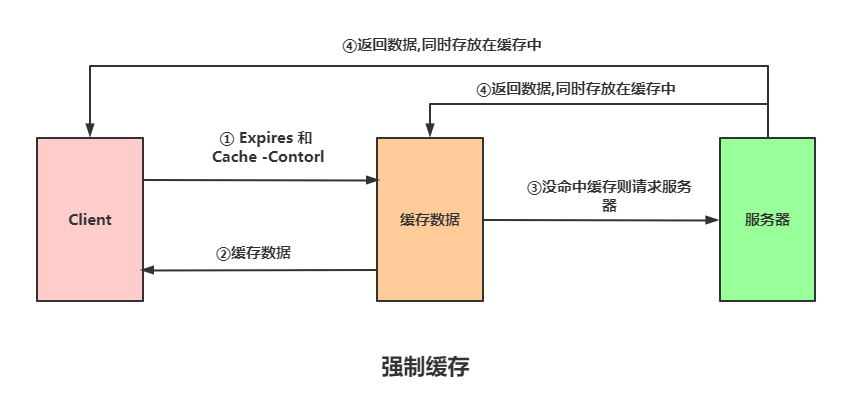 ④返回数据,同时存放在缓存中
④返回数据,同时存放在缓存中
① Expires 和
Cache -Contorl
③没命中缓存则请求服务
器
Client
缓存数据
服务器
②缓存数据
强制缓存